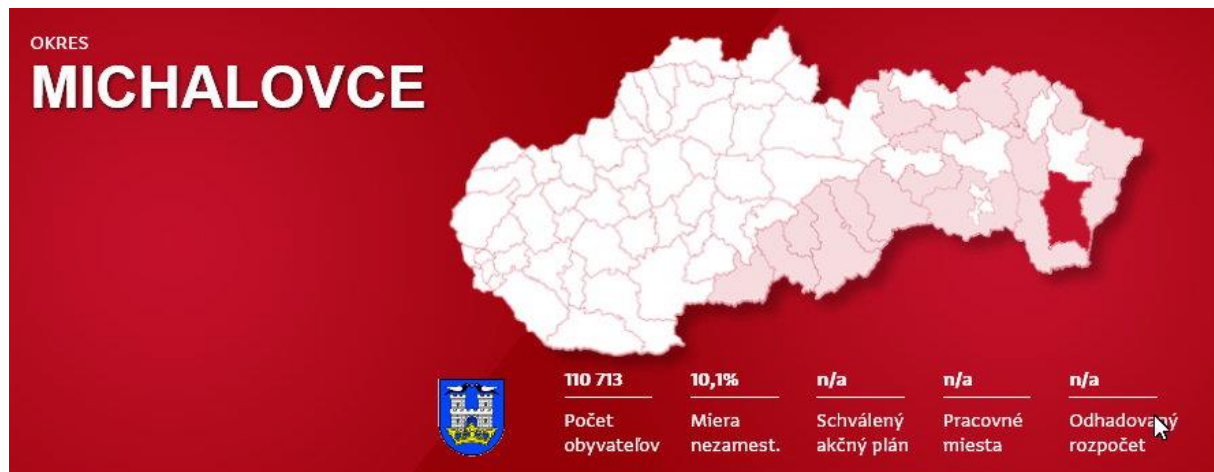 OKRES
MICHALOVCE
110 713
Počet
obyvateľov
10,1%
Miera
nezamest.
n/a
Schválený
akčný plán
n/a
Pracovné
miesta
n/a
Odhadovaný
rozpočet